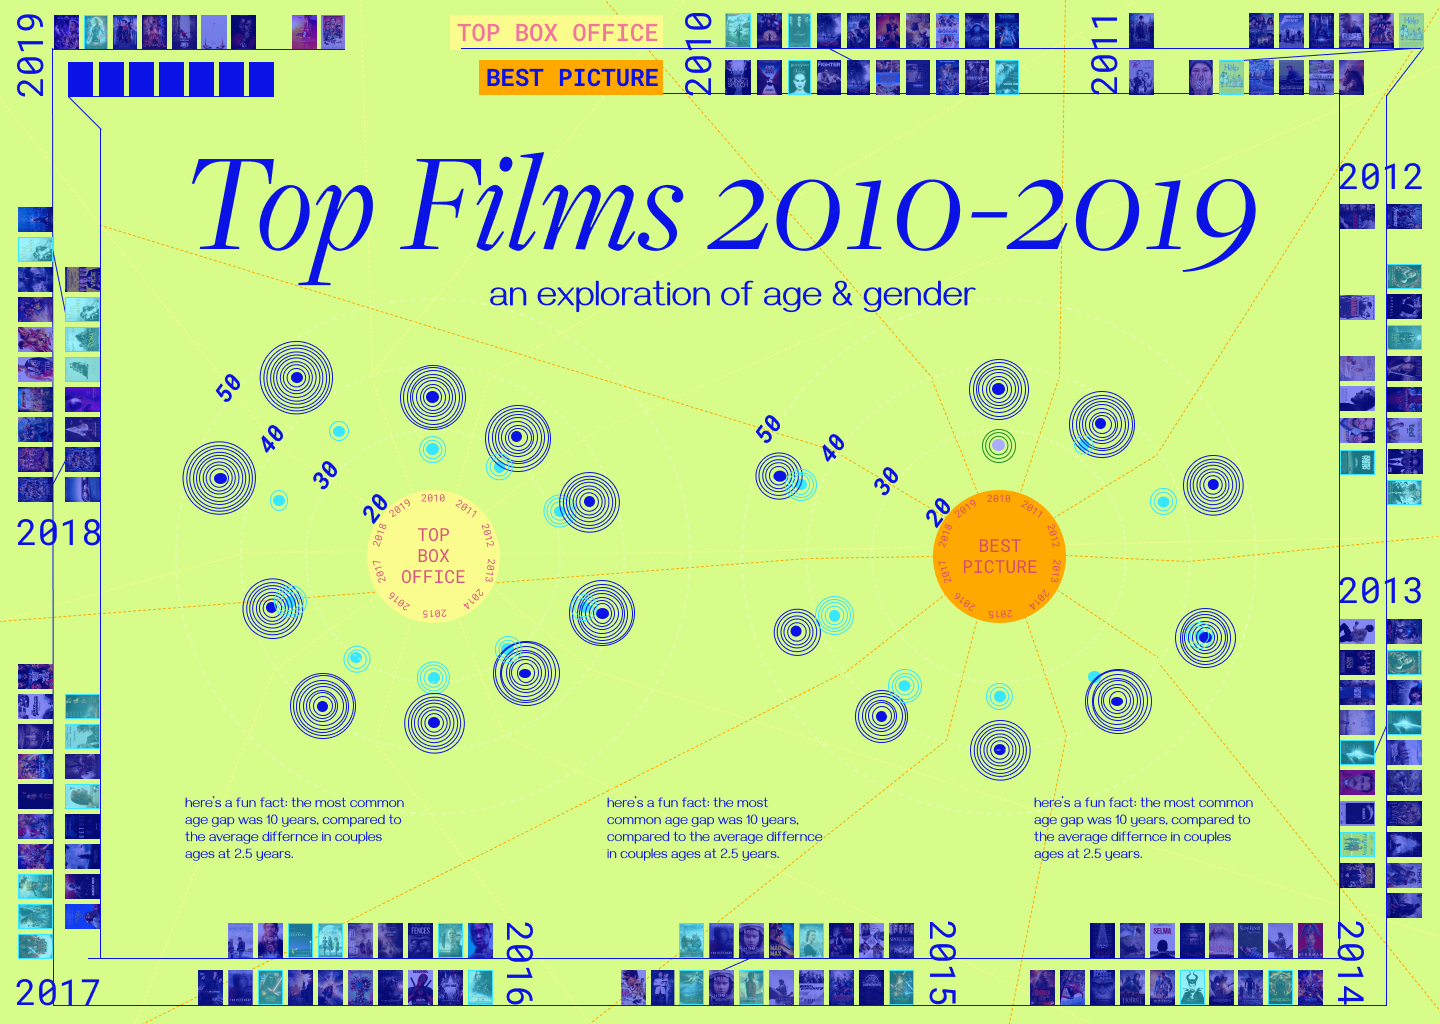 2019
TOP BOX OFFICE
BEST PICTURE
2010
2011
2012
Top Films 2010-2019
an exploration of age & gender
50
40
30
20
2010
2011
2012
2013
2014
2015
2016
2017
2018
2019
TOP
BOX
OFFICE
50
40
30
20
2010
2011
2012
2013
2014
2015
2016
2017
2018
2019
BEST
PICTURE
2018
2013
here's a fun fact: the most common
age gap was 10 years, compared to
the average differnce in couples
ages at 2.5 years.
here's a fun fact: the most
common age gap was 10 years,
compared to the average differnce
in couples ages at 2.5 years.
here's a fun fact: the most common
age gap was 10 years, compared to
the average differnce in couples
ages at 2.5 years.
2017
2016
2015
2014
FENCES
SELMA